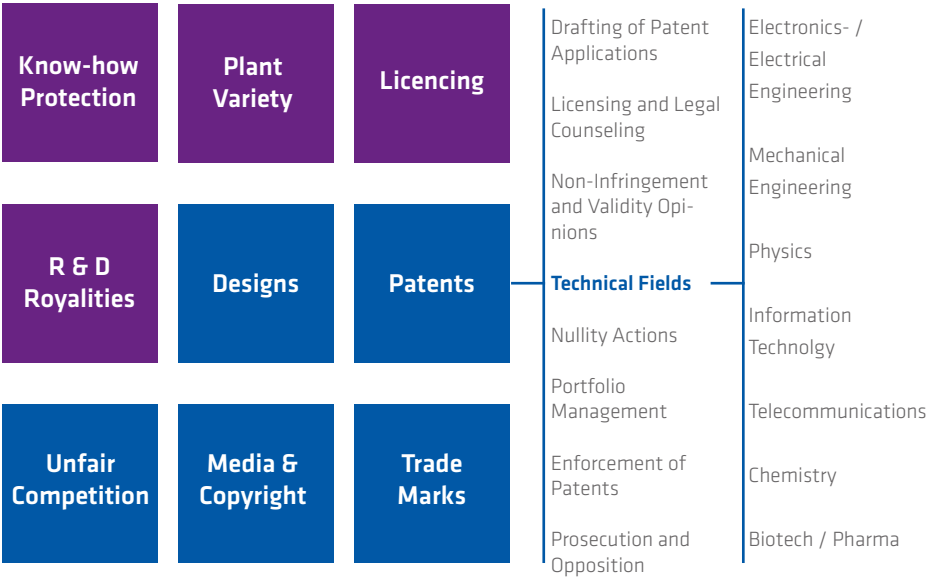 Know-how
Protection
Plant
Variety
Licencing
R & D
Royalities
Designs
Patents
Unfair
Competition
Media &
Copyright
Trade
Marks
Drafting of Patent
Applications
Licensing and Legal
Counseling
Non-Infringement
and Validity Opi-
nions
Technical Fields
Nullity Actions
Portfolio
Management
Enforcement of
Patents
Prosecution and
Opposition
Electronics- /
Electrical
Engineering
Mechanical
Engineering
Physics
Information
Technolgy
Telecommunications
Chemistry
Biotech / Pharma